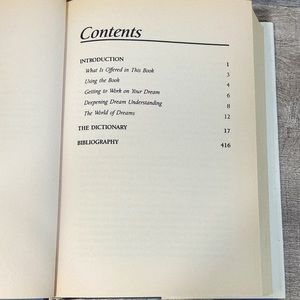 Contents
INTRODUCTION 1
What Is Offered in This Book 3
Using the Book 4
Getting to Work on Your Dream 6
Deepening Dream Understanding 8
The World of Dreams 12
THE DICTIONARY 17
BIBLIOGRAPHY 416